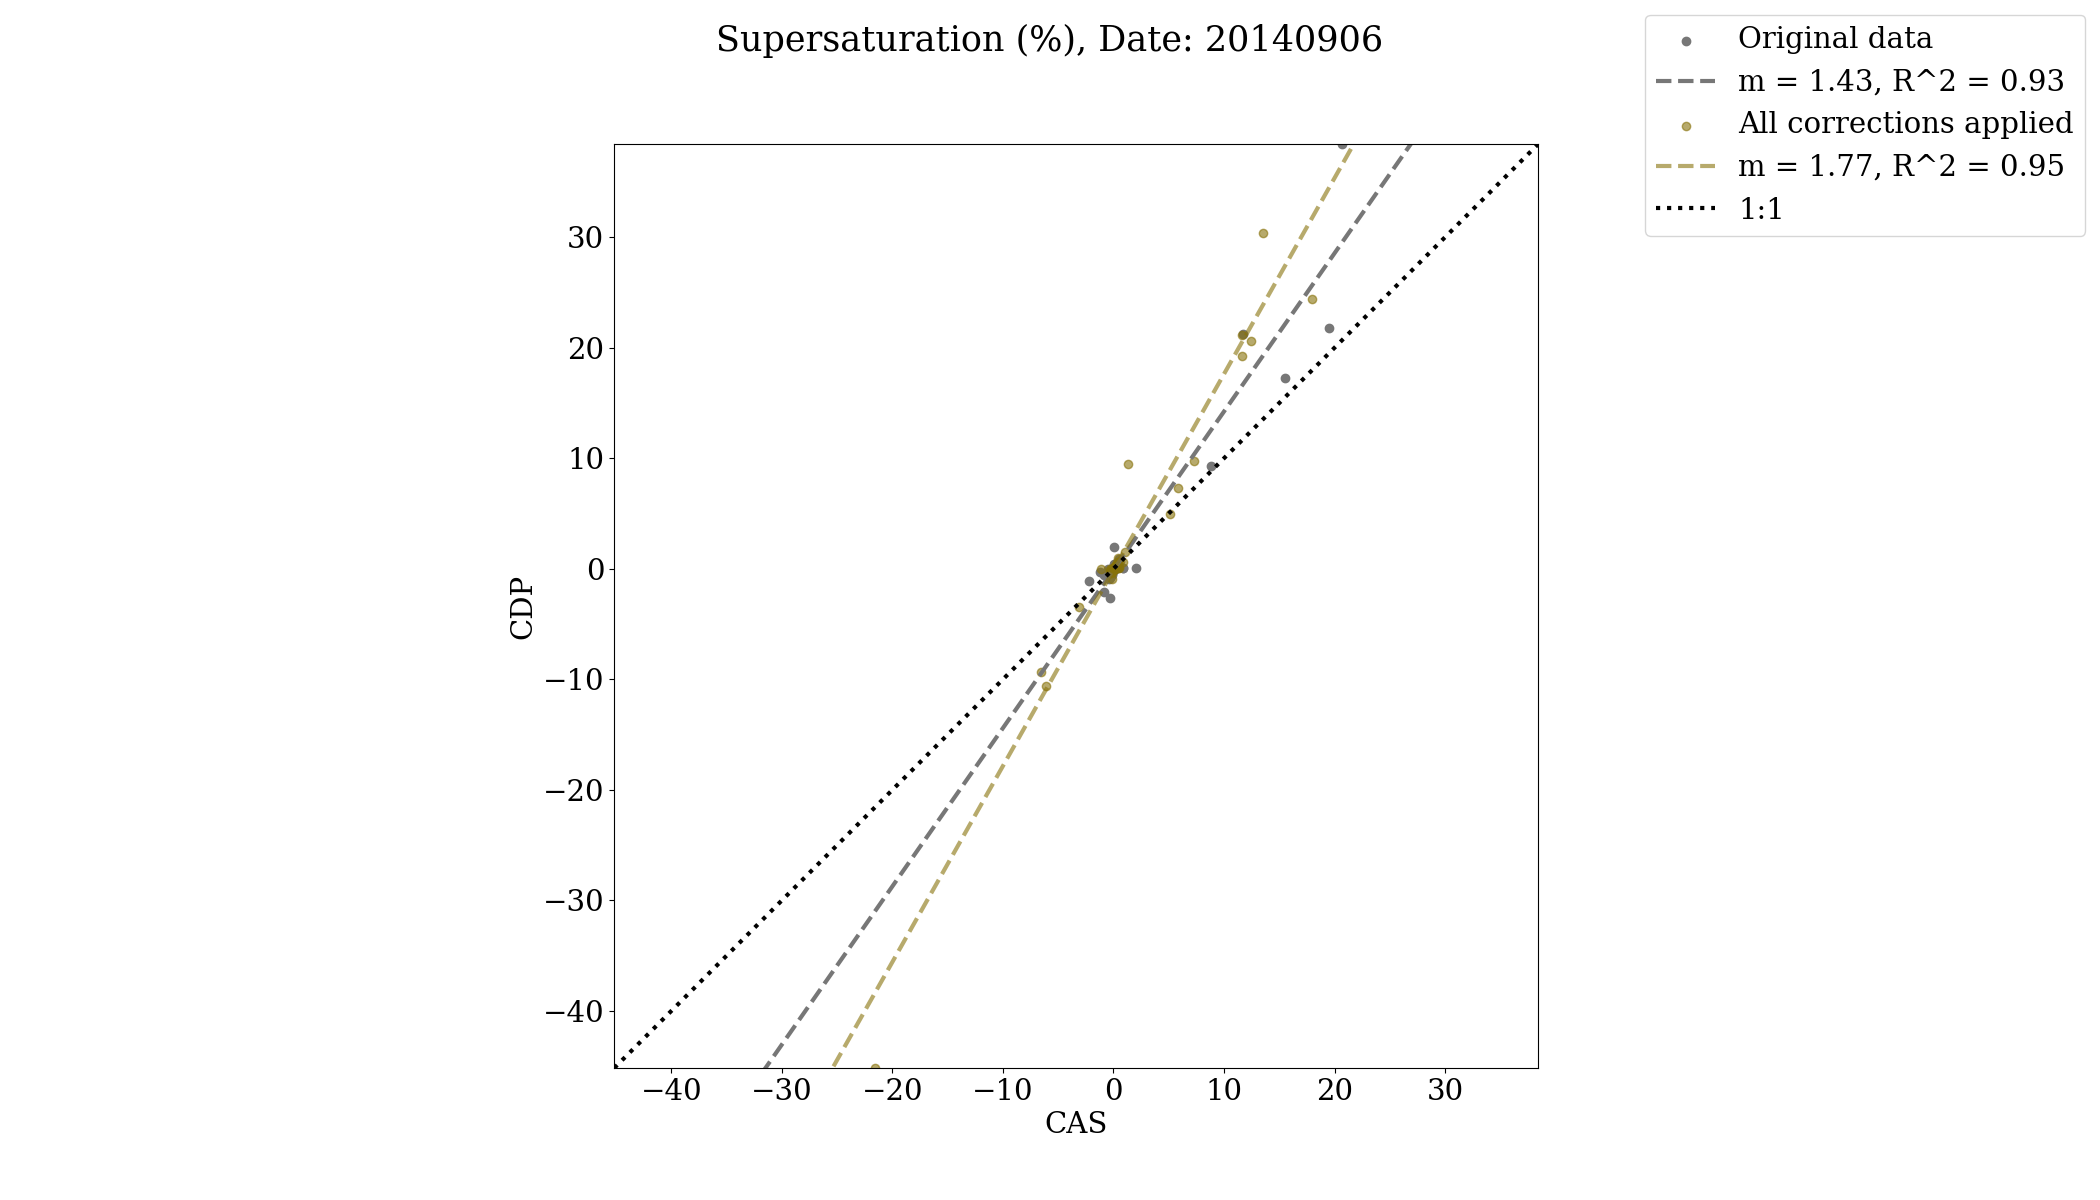 Supersaturation (%), Date: 20140906
Original data
m = 1.43, R^2 = 0.93
All corrections applied
m = 1.77, R^2 = 0.95
1:1
30
20
10
0
−10
−20
−30
−40
CDP
−40 −30 −20 −10 0 10 20 30
CAS